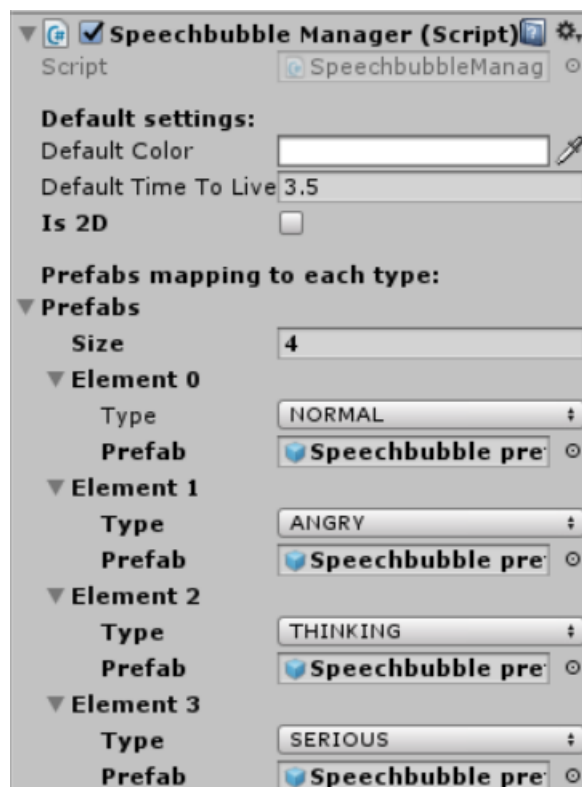 Speechbubble Manager (Script)
Script SpeechbubbleManag
Default settings:
Default Color
Default Time To Live 3.5
Is 2D
Prefabs mapping to each type:
Prefabs
Size 4
Element 0
Type NORMAL
Prefab Speechbubble pre
Element 1
Type ANGRY
Prefab Speechbubble pre
Element 2
Type THINKING
Prefab Speechbubble pre
Element 3
Type SERIOUS
Prefab Speechbubble pre